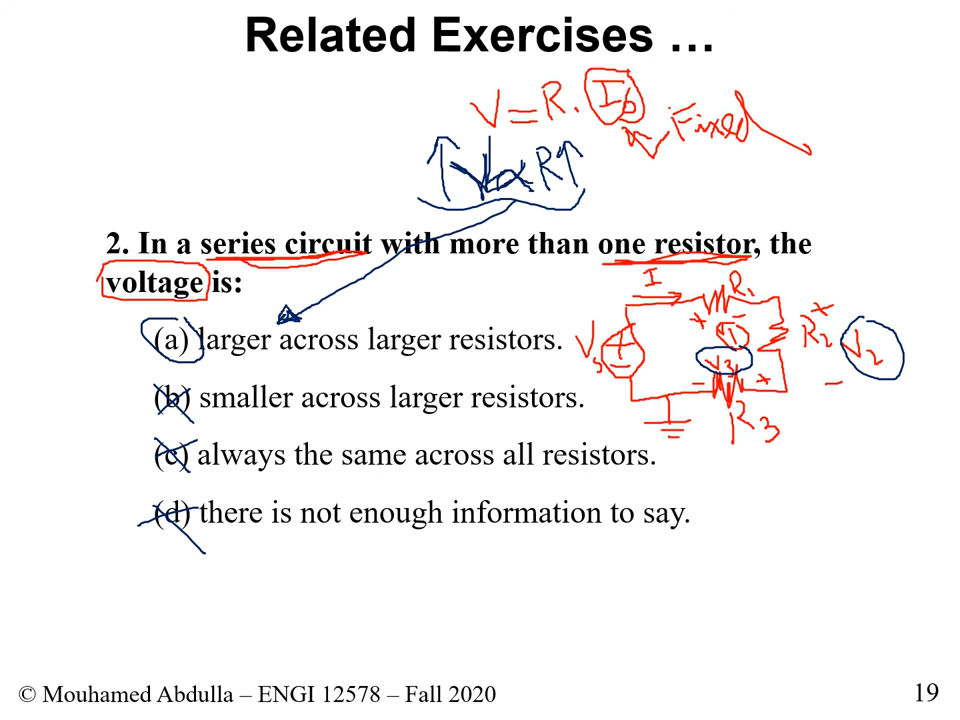 Related Exercises …
V = R. I
Fixed
↑ V ∝ R ↑
2. In a series circuit with more than one resistor, the
voltage is:
I R1
(a) larger across larger resistors.
Vs + - + R2 V2
V3
- + -
(b) smaller across larger resistors.
R3
(c) always the same across all resistors.
(d) there is not enough information to say.
© Mouhamed Abdulla – ENGI 12578 – Fall 2020
19